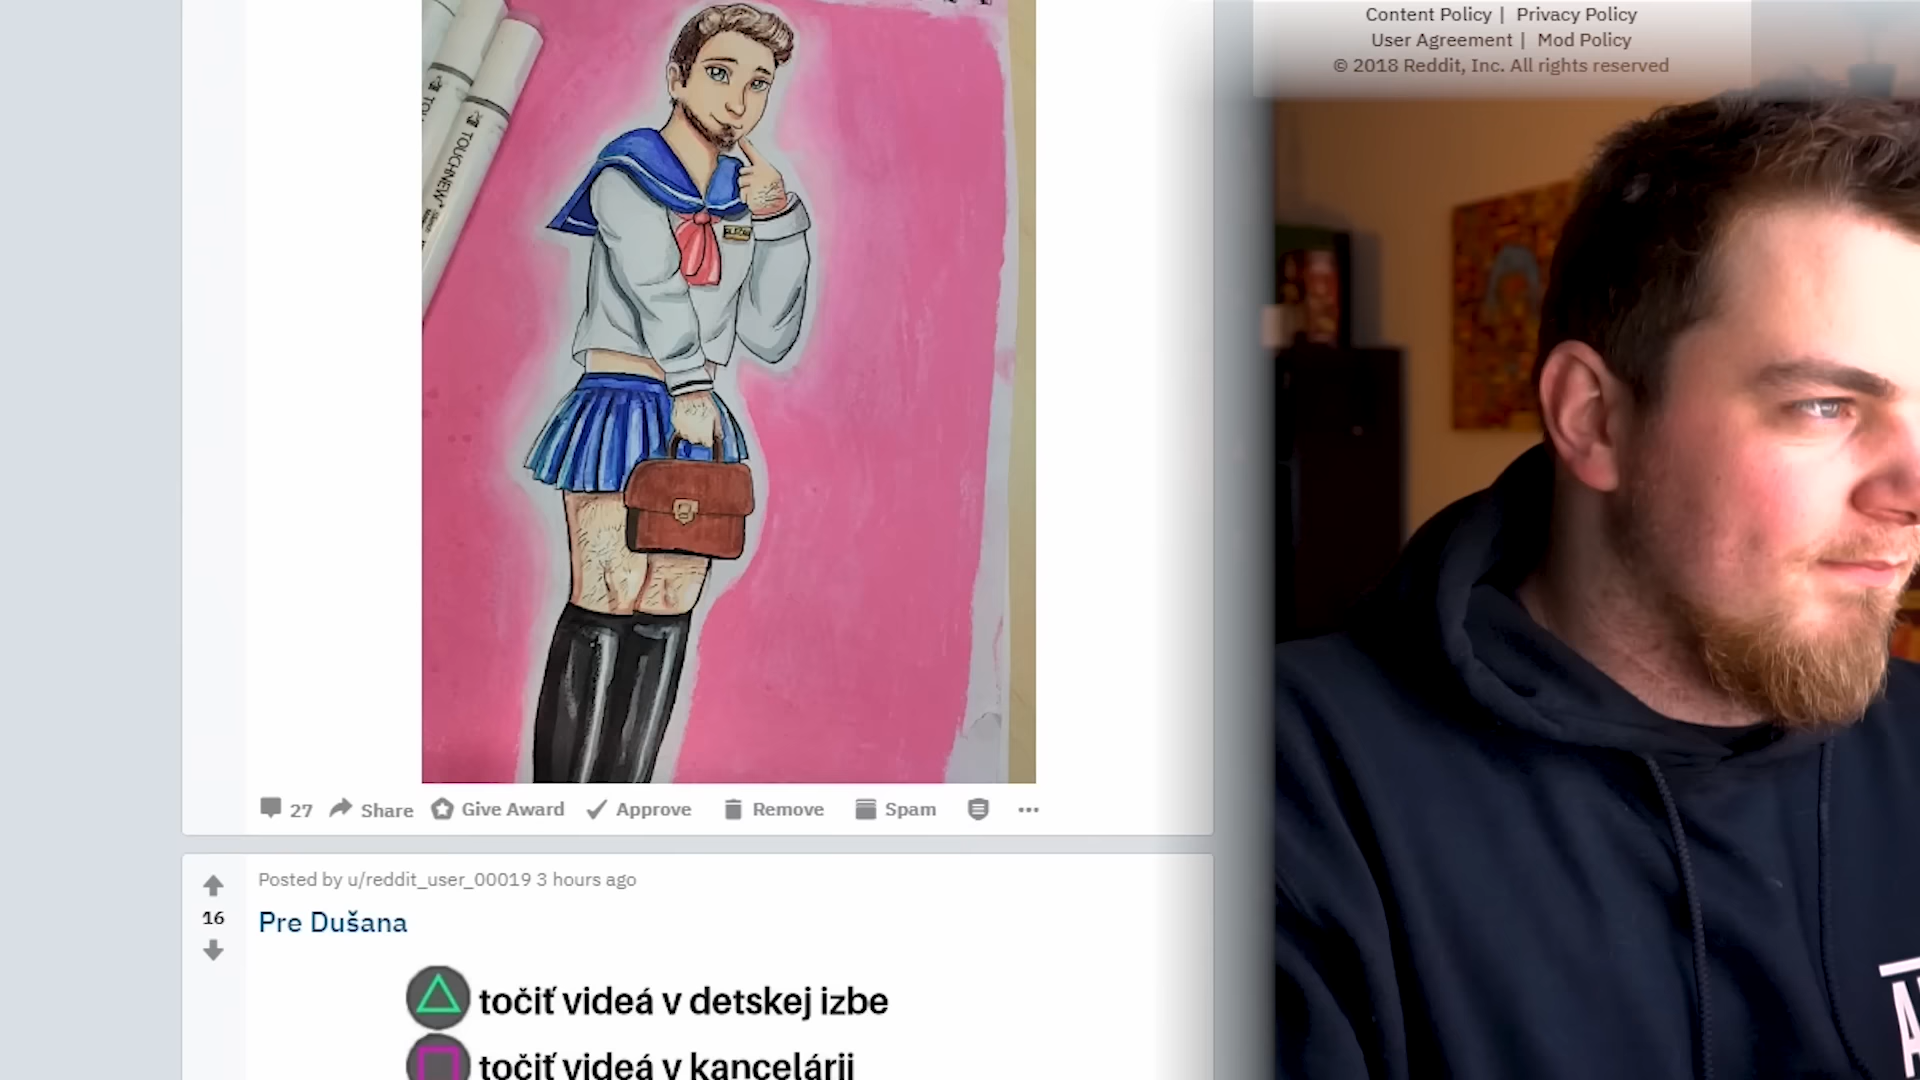 Content Policy | Privacy Policy
User Agreement | Mod Policy
© 2018 Reddit, Inc. All rights reserved
TOUCHNEW
27 Share Give Award Approve Remove Spam
Posted by u/reddit_user_00019 3 hours ago
16
Pre Dušana
točiť videá v detskej izbe
točiť videá v kancelárii